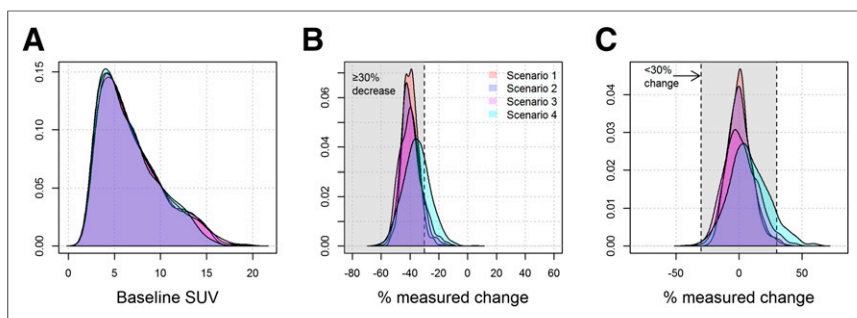 A
0.00 0.05 0.10 0.15
0 5 10 15 20
Baseline SUV
B
≥30%
decrease
Scenario 1
Scenario 2
Scenario 3
Scenario 4
0.00 0.02 0.04 0.06
-80 -60 -40 -20 0 20 40 60
% measured change
C
<30%
change
0.00 0.01 0.02 0.03 0.04
-50 0 50
% measured change